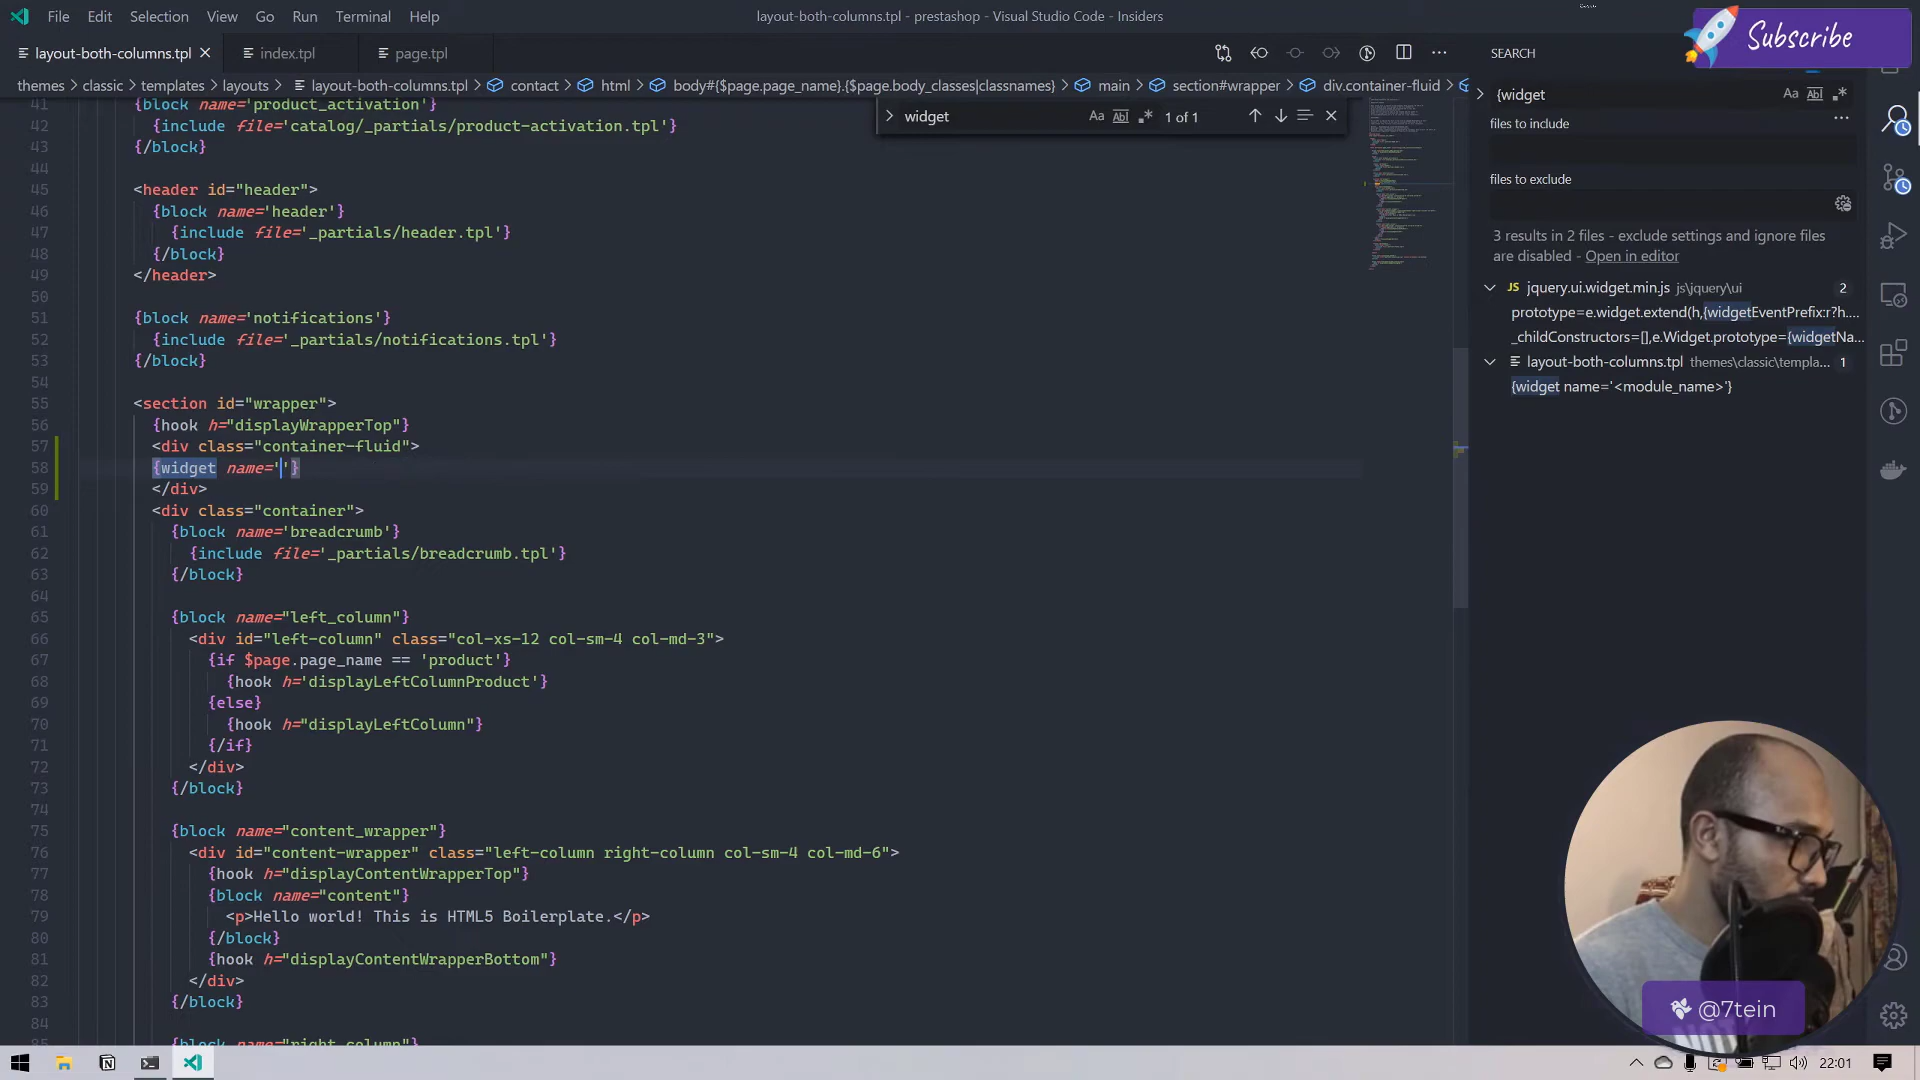 File Edit Selection View Go Run Terminal Help
layout-both-columns.tpl - prestashop - Visual Studio Code - Insiders
Subscribe
layout-both-columns.tpl index.tpl page.tpl
SEARCH
themes classic templates layouts layout-both-columns.tpl contact html body#{$page.page_name}.{$page.body_classes|classnames} main section#wrapper div.container-fluid
{widget
widget
1 of 1
files to include
files to exclude
3 results in 2 files - exclude settings and ignore files
are disabled - Open in editor
jquery.ui.widget.min.js js\jquery\ui 2
prototype=e.widget.extend(h,{widgetEventPrefix:r?h....
_childConstructors=[],e.Widget.prototype={widgetNa...
layout-both-columns.tpl themes\classic\templa... 1
{widget name='<module_name>'}
41 {block name='product_activation'}
42 {include file='catalog/_partials/product-activation.tpl'}
43 {/block}
44
45 <header id="header">
46 {block name='header'}
47 {include file='_partials/header.tpl'}
48 {/block}
49 </header>
50
51 {block name='notifications'}
52 {include file='_partials/notifications.tpl'}
53 {/block}
54
55 <section id="wrapper">
56 {hook h="displayWrapperTop"}
57 <div class="container-fluid">
58 {widget name=''}
59 </div>
60 <div class="container">
61 {block name='breadcrumb'}
62 {include file='_partials/breadcrumb.tpl'}
63 {/block}
64
65 {block name="left_column"}
66 <div id="left-column" class="col-xs-12 col-sm-4 col-md-3">
67 {if $page.page_name == 'product'}
68 {hook h='displayLeftColumnProduct'}
69 {else}
70 {hook h="displayLeftColumn"}
71 {/if}
72 </div>
73 {/block}
74
75 {block name="content_wrapper"}
76 <div id="content-wrapper" class="left-column right-column col-sm-4 col-md-6">
77 {hook h="displayContentWrapperTop"}
78 {block name="content"}
79 <p>Hello world! This is HTML5 Boilerplate.</p>
80 {/block}
81 {hook h="displayContentWrapperBottom"}
82 </div>
83 {/block}
84
85 {block name="right_column"}
@7tein
22:01